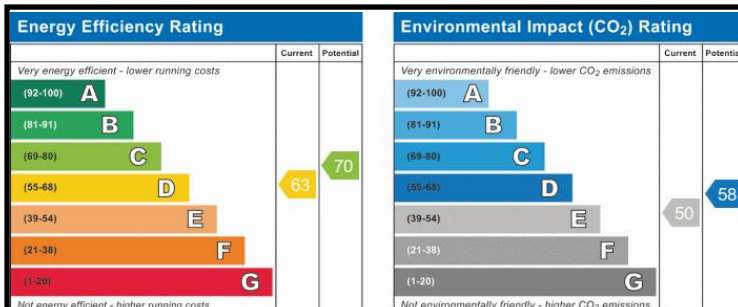 Energy Efficiency Rating
Current Potential
Very energy efficient - lower running costs
(92-100) A
(81-91) B
(69-80) C
70
(55-68) D
63
(39-54) E
(21-38) F
(1-20) G
Not energy efficient - higher running costs
Environmental Impact (CO₂) Rating
Current Potential
Very environmentally friendly - lower CO₂ emissions
(92-100) A
(81-91) B
(69-80) C
(55-68) D
58
(39-54) E
50
(21-38) F
(1-20) G
Not environmentally friendly - higher CO₂ emissions